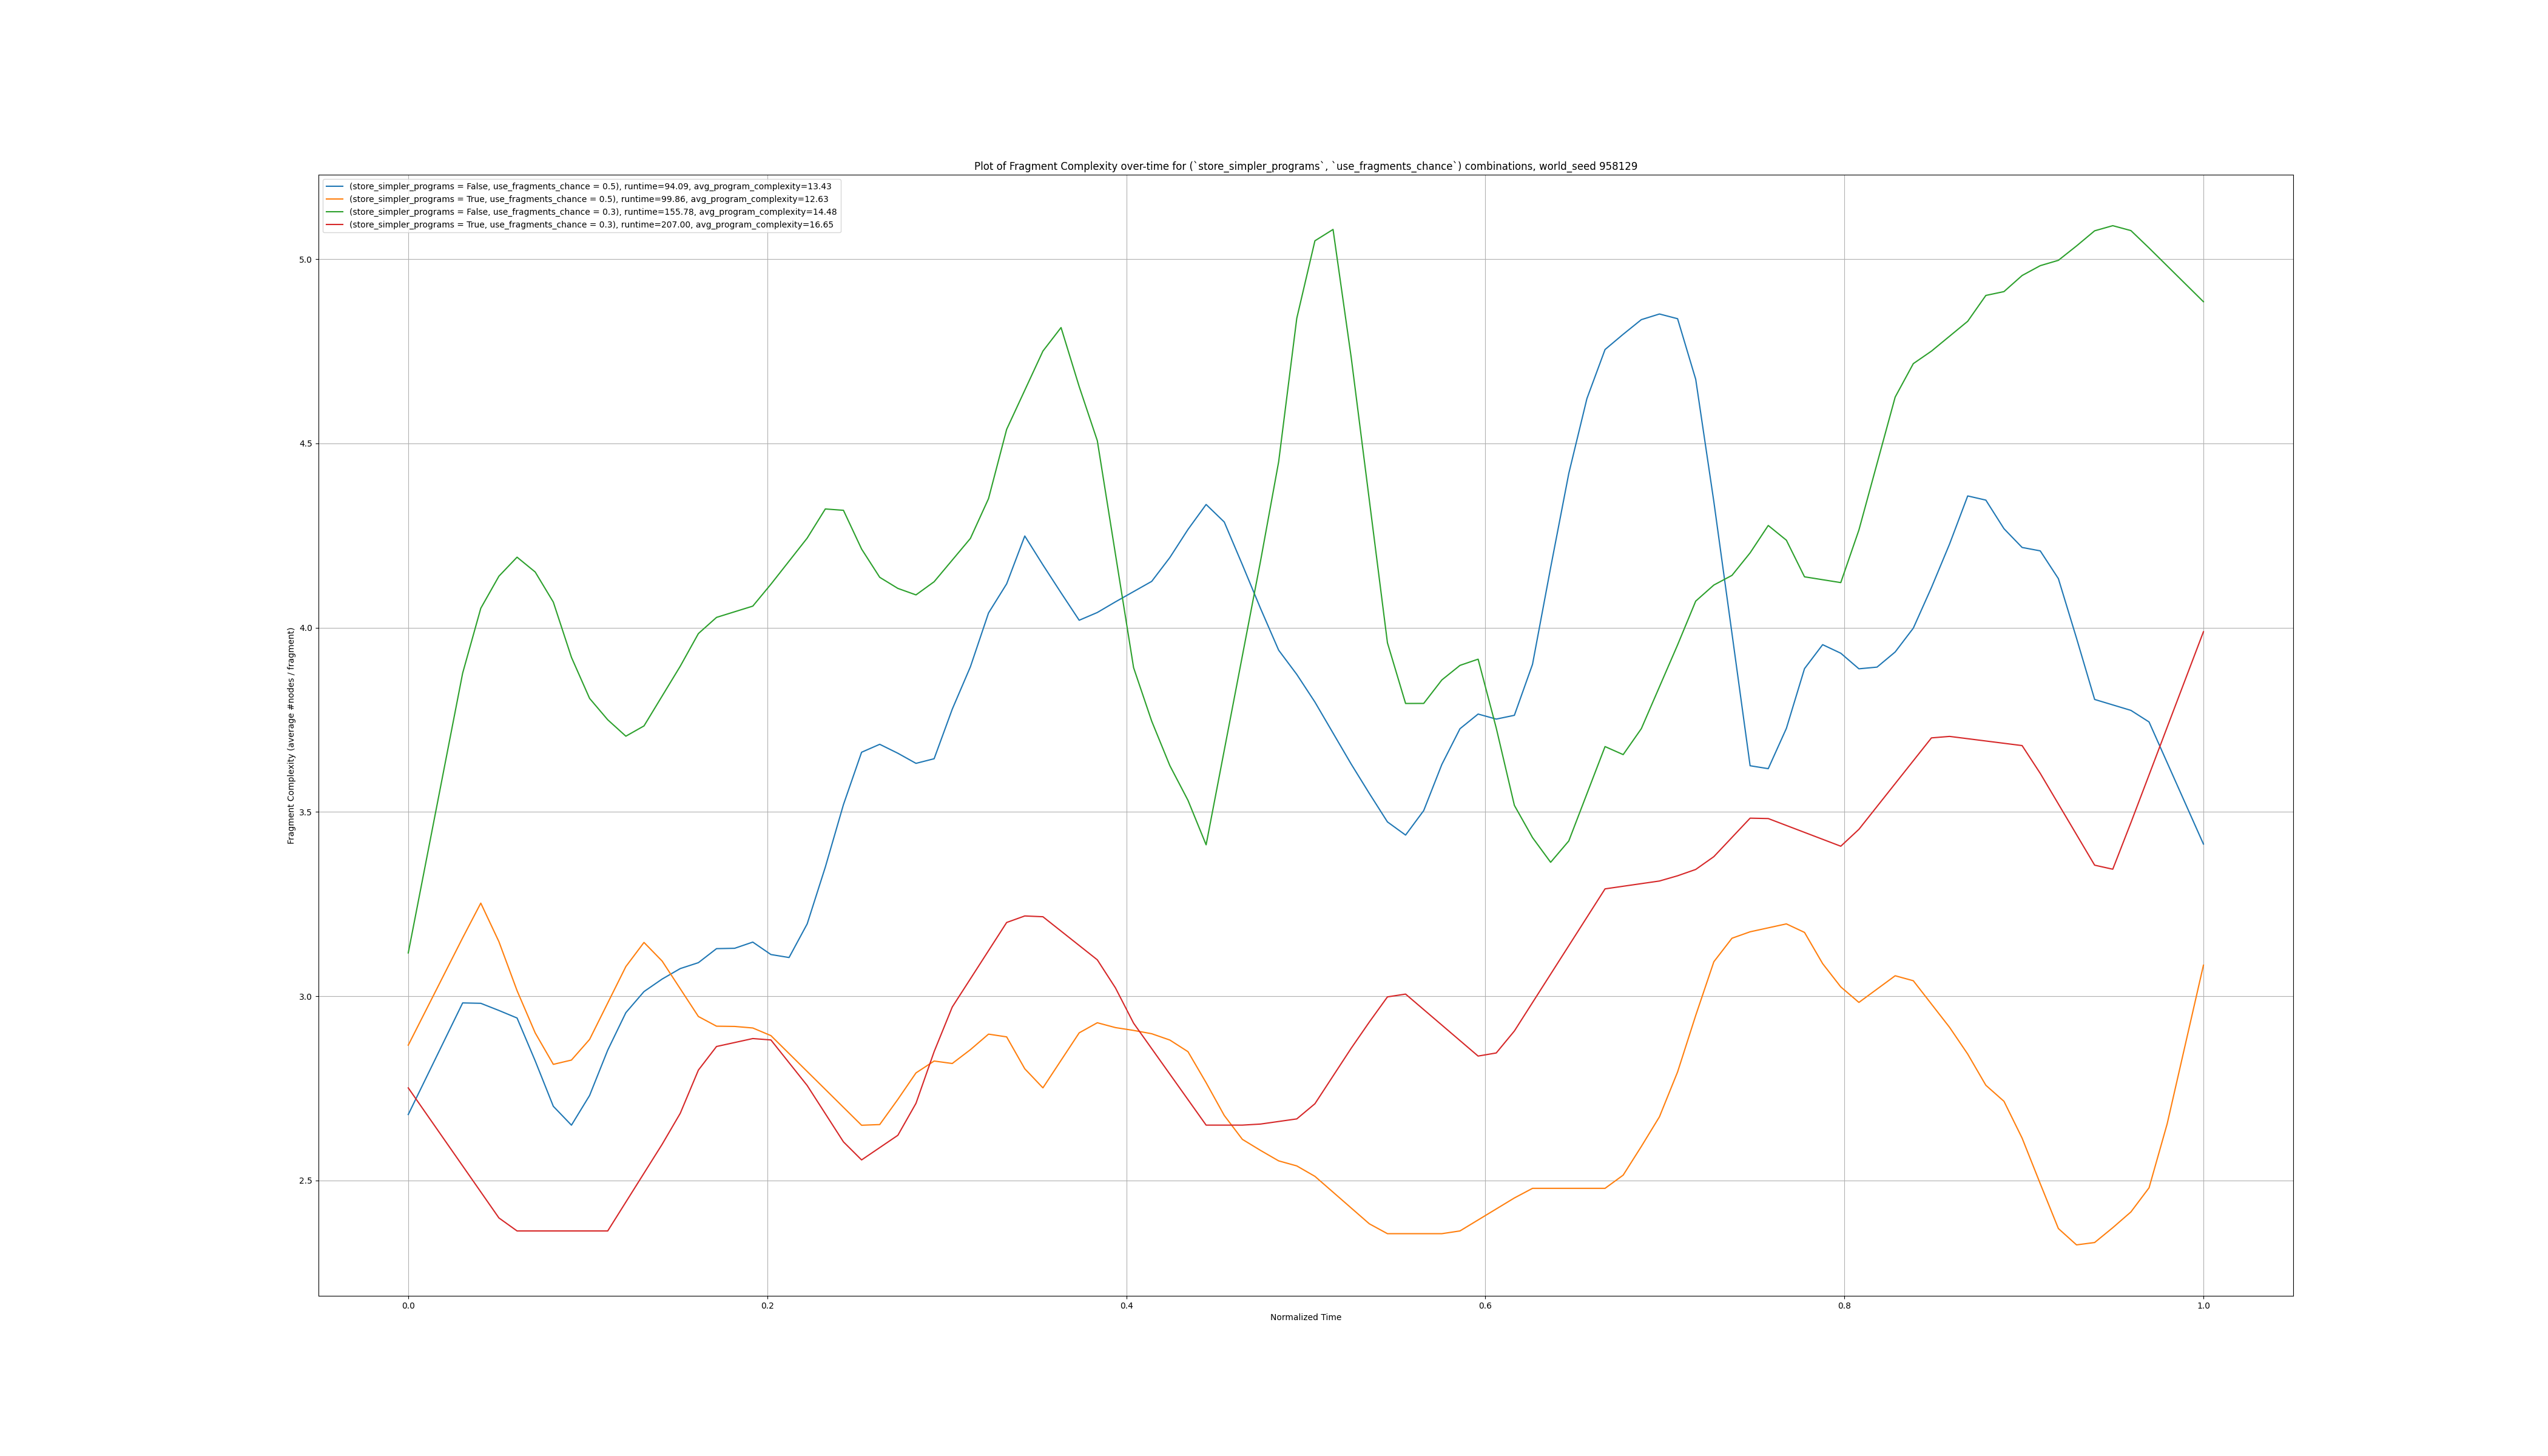 Plot of Fragment Complexity over-time for (`store_simpler_programs`, `use_fragments_chance`) combinations, world_seed 958129
(store_simpler_programs = False, use_fragments_chance = 0.5), runtime=94.09, avg_program_complexity=13.43
(store_simpler_programs = True, use_fragments_chance = 0.5), runtime=99.86, avg_program_complexity=12.63
(store_simpler_programs = False, use_fragments_chance = 0.3), runtime=155.78, avg_program_complexity=14.48
(store_simpler_programs = True, use_fragments_chance = 0.3), runtime=207.00, avg_program_complexity=16.65
Fragment Complexity (average #nodes / fragment)
5.0
4.5
4.0
3.5
3.0
2.5
0.0
0.2
0.4
0.6
0.8
1.0
Normalized Time